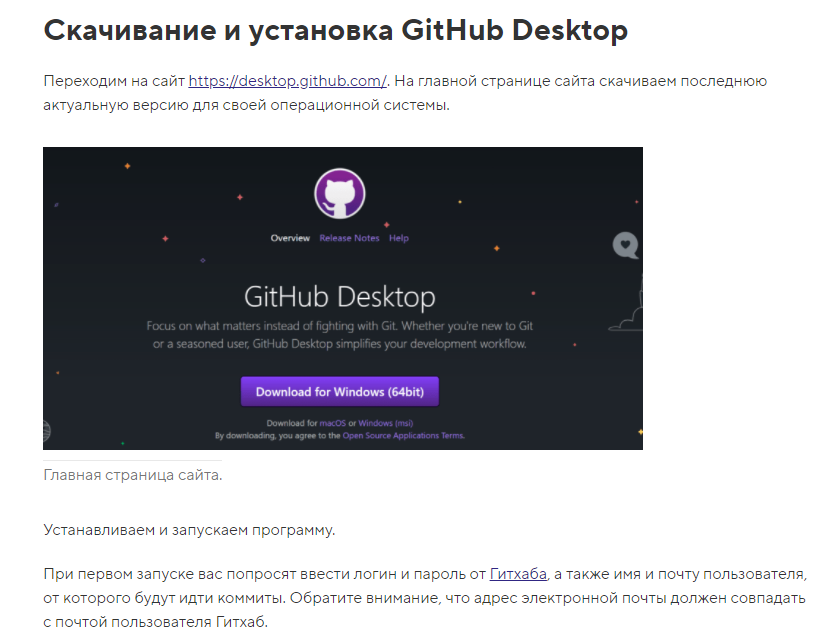 Скачивание и установка GitHub Desktop
Переходим на сайт https://desktop.github.com/. На главной странице сайта скачиваем последнюю
актуальную версию для своей операционной системы.
Overview Release Notes Help
GitHub Desktop
Focus on what matters instead of fighting with Git. Whether you're new to Git
or a seasoned user, GitHub Desktop simplifies your development workflow.
Download for Windows (64bit)
Download for macOS or Windows (msi)
By downloading, you agree to the Open Source Applications Terms.
Главная страница сайта.
Устанавливаем и запускаем программу.
При первом запуске вас попросят ввести логин и пароль от Гитхаба, а также имя и почту пользователя,
от которого будут идти коммиты. Обратите внимание, что адрес электронной почты должен совпадать
с почтой пользователя Гитхаб.